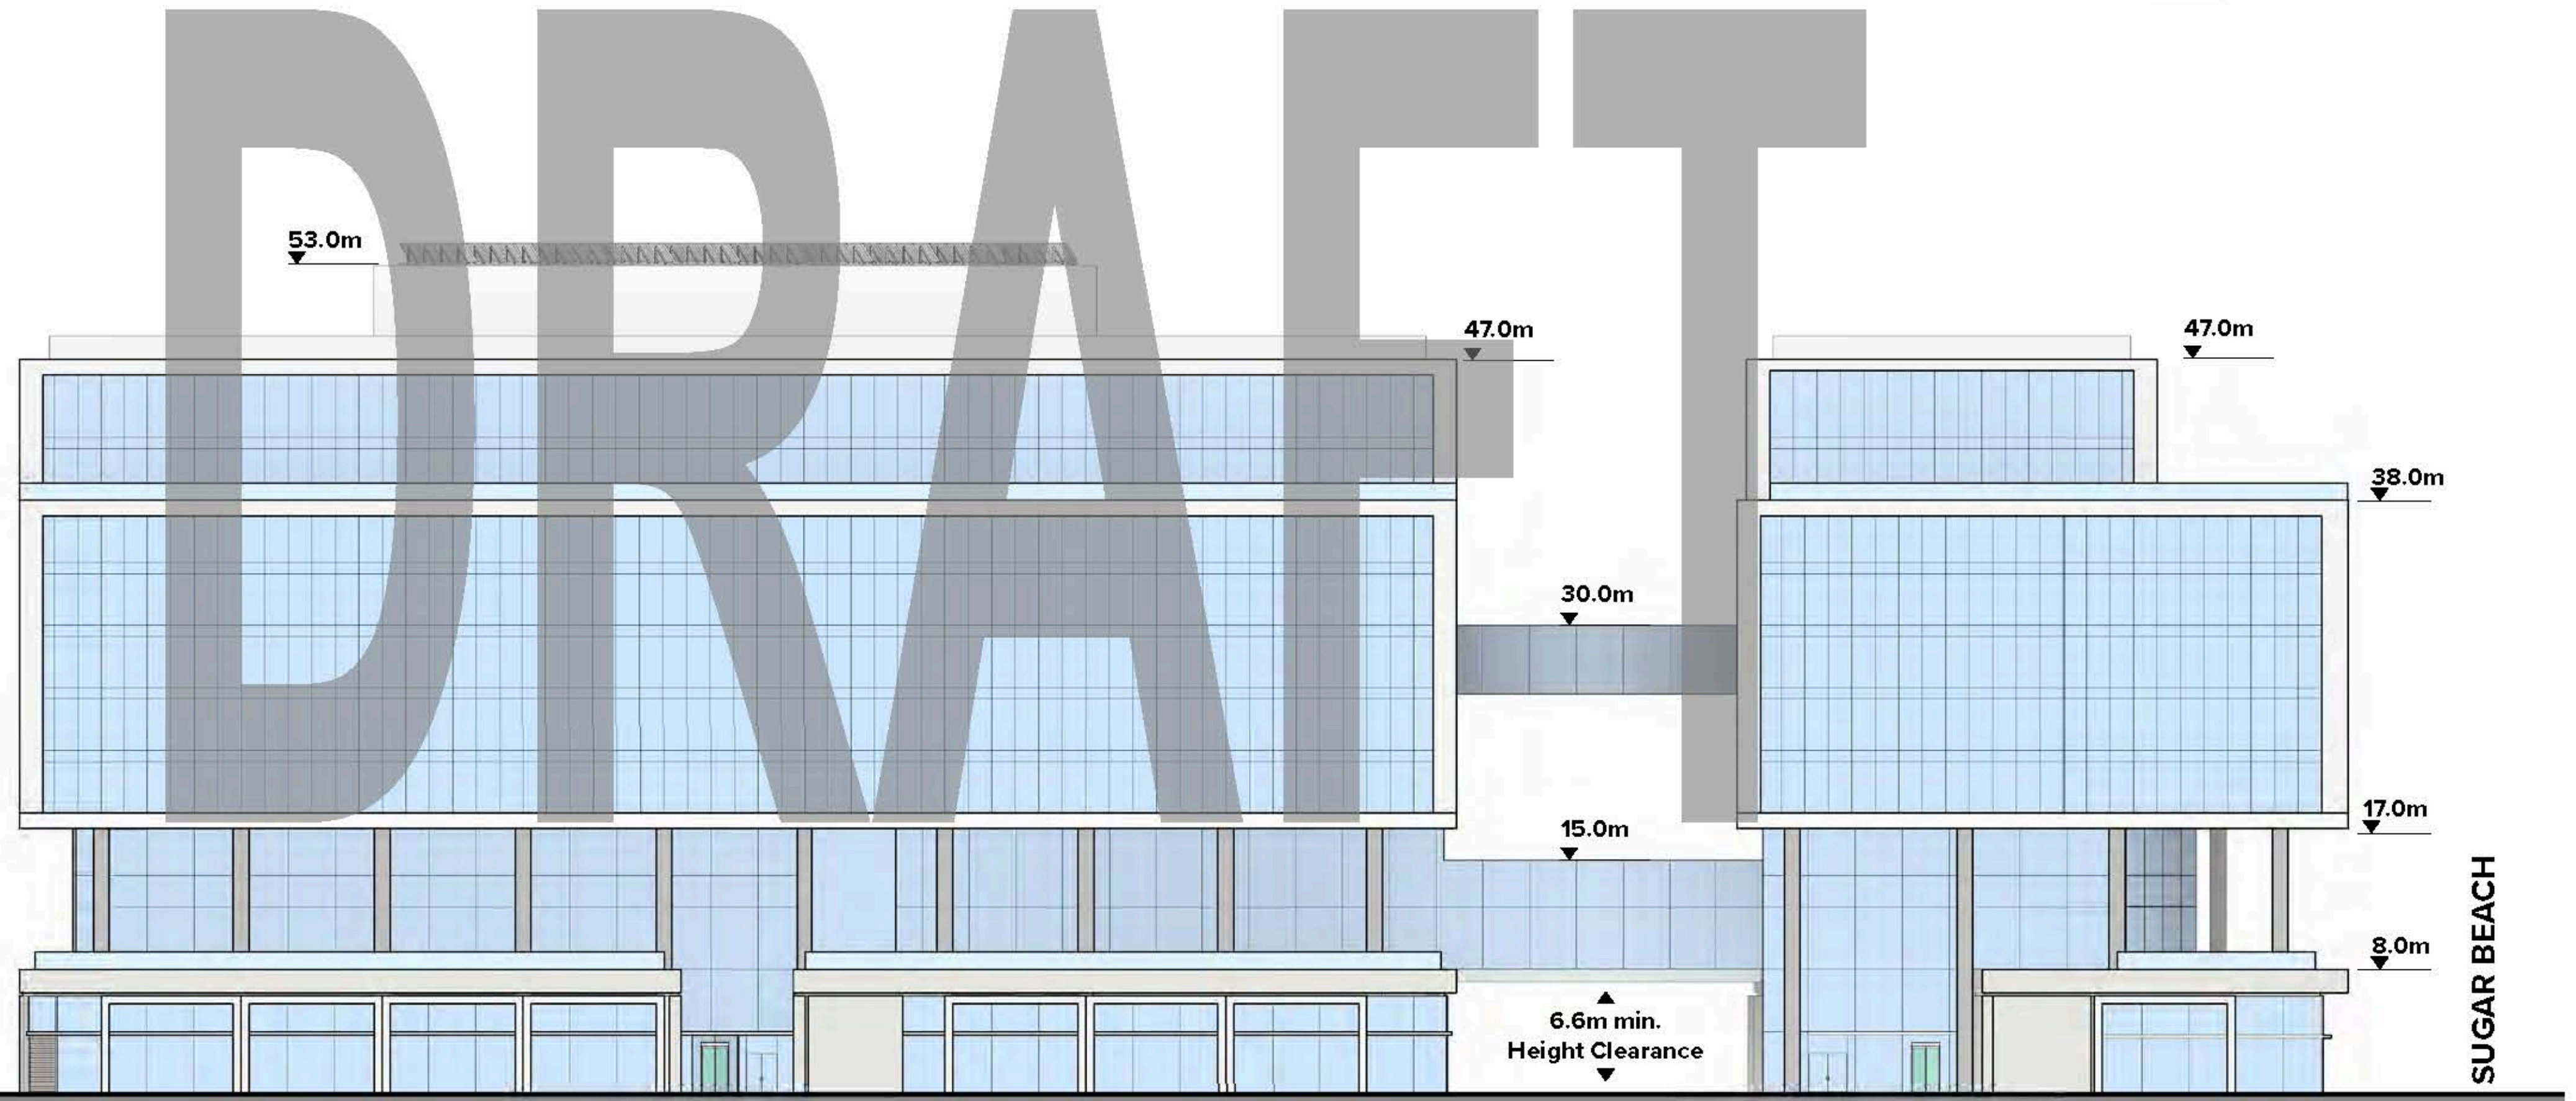 DRAFT
53.0m
47.0m
47.0m
38.0m
30.0m
17.0m
15.0m
8.0m
6.6m min.
Height Clearance
SUGAR BEACH